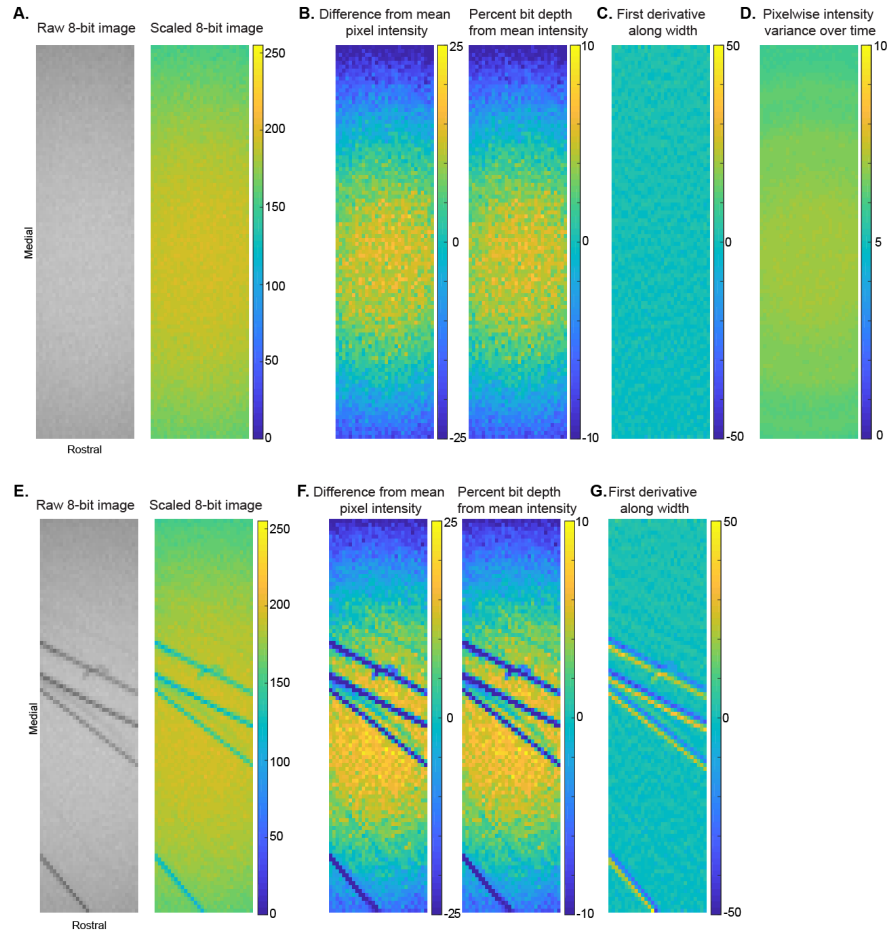 A.
Raw 8-bit image
Scaled 8-bit image
250
200
150
100
50
0
Medial
Rostral
B.
Difference from mean
pixel intensity
25
0
-25
Percent bit depth
from mean intensity
10
0
-10
C.
First derivative
along width
50
0
-50
D.
Pixelwise intensity
variance over time
10
5
0
E.
Raw 8-bit image
Scaled 8-bit image
250
200
150
100
50
0
Medial
Rostral
F.
Difference from mean
pixel intensity
25
0
-25
Percent bit depth
from mean intensity
10
0
-10
G.
First derivative
along width
50
0
-50